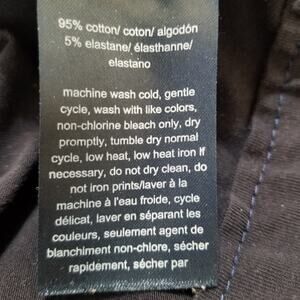 95% cotton/ coton/ algodón
5% elastane/ élasthanne/
elastano
machine wash cold, gentle
cycle, wash with like colors,
non-chlorine bleach only, dry
promptly, tumble dry normal
cycle, low heat, low heat iron If
necessary, do not dry clean, do
not iron prints/laver à la
machine à l'eau froide, cycle
délicat, laver en séparant les
couleurs, seulement agent de
blanchiment non-chlore, sécher
rapidement, sécher par